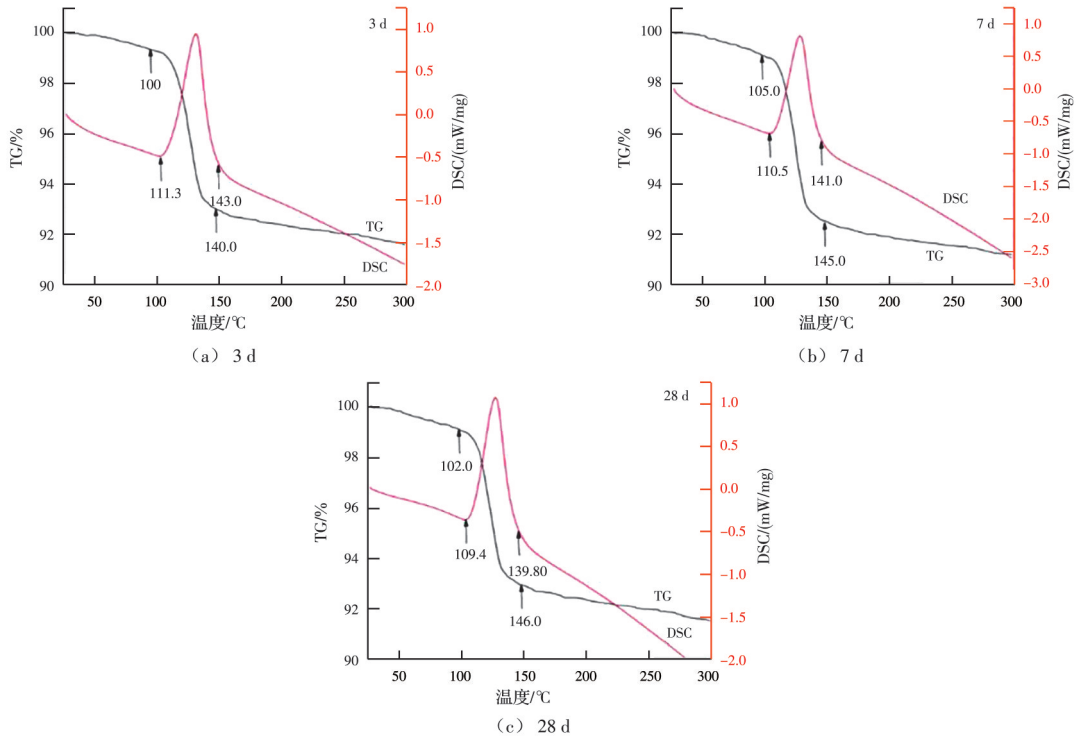 3 d
TG/%
100
98
96
94
92
90
1.0
0.5
0.0
-0.5
-1.0
-1.5
-2.0
DSC/(mW/mg)
100
111.3
143.0
140.0
TG
DSC
50 100 150 200 250 300
温度/℃
(a) 3 d
7 d
TG/%
100
98
96
94
92
90
1.0
0.5
0.0
-0.5
-1.0
-1.5
-2.0
-2.5
-3.0
DSC/(mW/mg)
105.0
110.5
141.0
145.0
DSC
TG
50 100 150 200 250 300
温度/℃
(b) 7 d
28 d
TG/%
100
98
96
94
92
90
1.0
0.5
0.0
-0.5
-1.0
-1.5
-2.0
DSC/(mW/mg)
102.0
109.4
139.80
146.0
TG
DSC
50 100 150 200 250 300
温度/℃
(c) 28 d